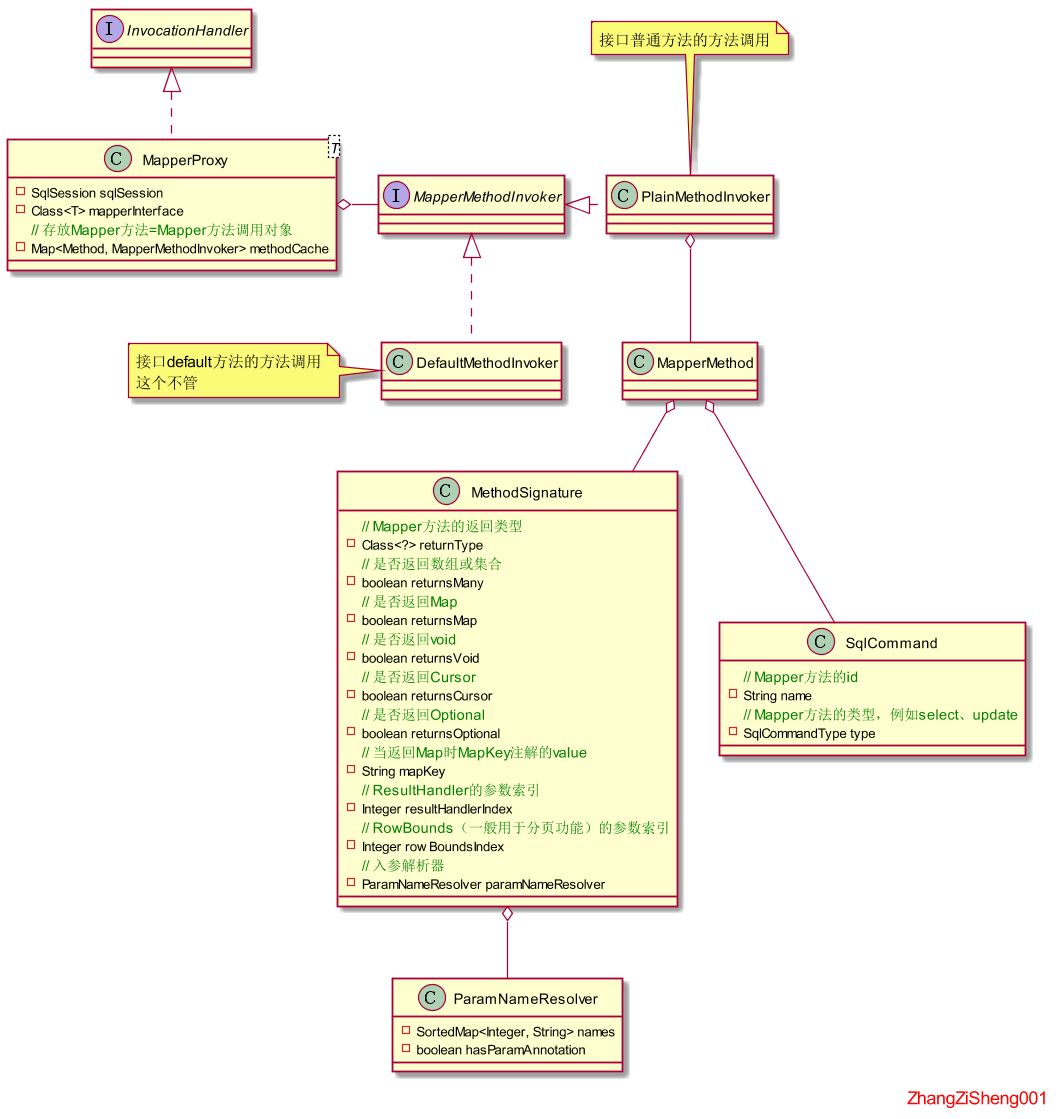 I InvocationHandler
接口普通方法的方法调用
C MapperProxy
T
SqlSession sqlSession
Class<T> mapperInterface
// 存放Mapper方法=Mapper方法调用对象
Map<Method, MapperMethodInvoker> methodCache
I MapperMethodInvoker
C PlainMethodInvoker
接口default方法的方法调用
这个不管
C DefaultMethodInvoker
C MapperMethod
C MethodSignature
// Mapper方法的返回类型
Class<?> returnType
// 是否返回数组或集合
boolean returnsMany
// 是否返回Map
boolean returnsMap
// 是否返回void
boolean returnsVoid
// 是否返回Cursor
boolean returnsCursor
// 是否返回Optional
boolean returnsOptional
// 当返回Map时MapKey注解的value
String mapKey
// ResultHandler的参数索引
Integer resultHandlerIndex
// RowBounds（一般用于分页功能）的参数索引
Integer rowBoundsIndex
// 入参解析器
ParamNameResolver paramNameResolver
C SqlCommand
// Mapper方法的id
String name
// Mapper方法的类型，例如select、update
SqlCommandType type
C ParamNameResolver
SortedMap<Integer, String> names
boolean hasParamAnnotation
ZhangZiSheng001